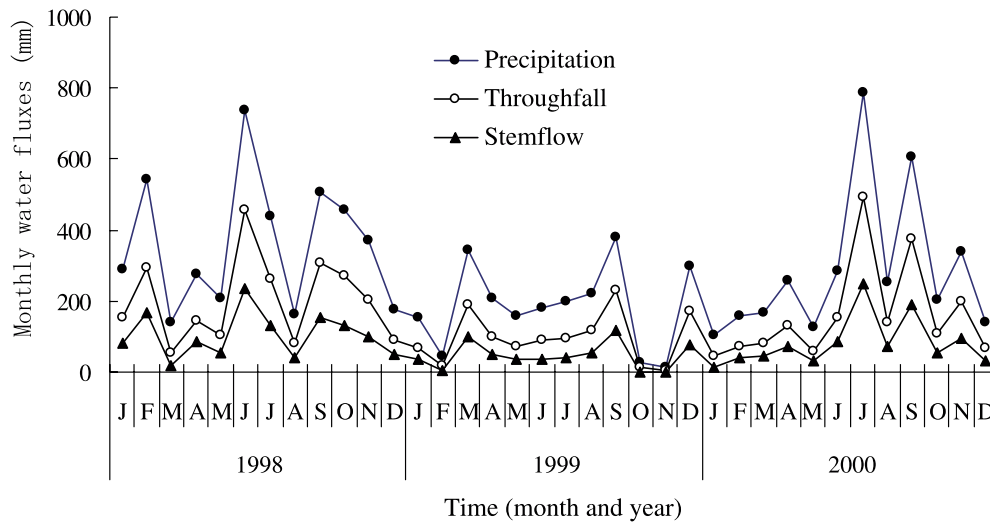 Monthly water fluxes (mm)
1000
800
600
400
200
0
Precipitation
Throughfall
Stemflow
J F M A M J J A S O N D J F M A M J J A S O N D J F M A M J J A S O N D
1998 1999 2000
Time (month and year)